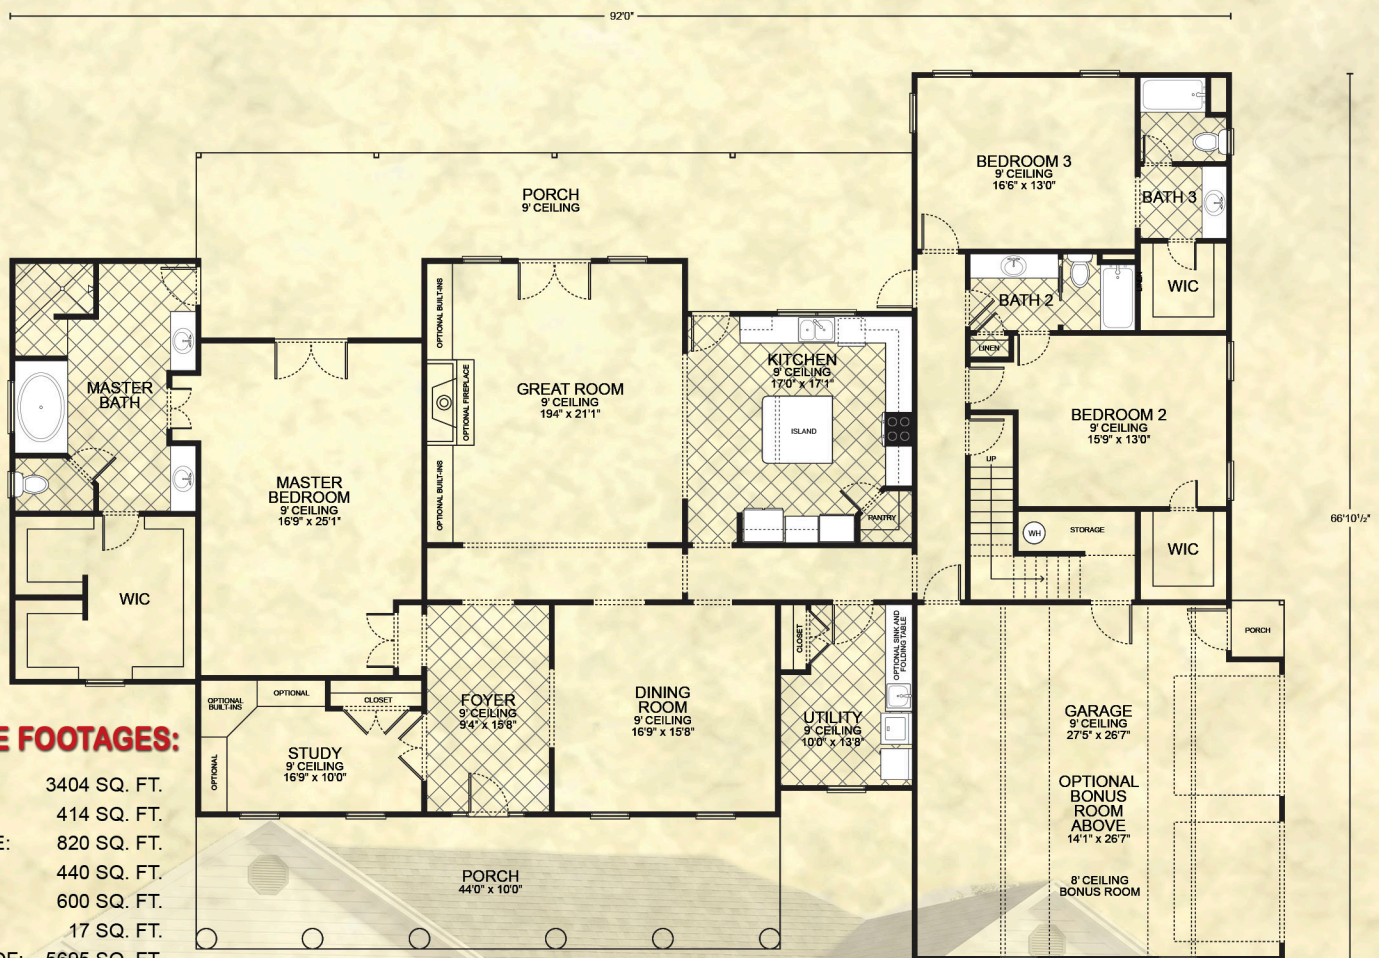 92'0"
BEDROOM 3
9' CEILING
16'6" x 13'0"
BATH 3
PORCH
9' CEILING
WIC
BATH 2
LINEN
OPTIONAL BUILT-INS
OPTIONAL FIREPLACE
OPTIONAL BUILT-INS
GREAT ROOM
9' CEILING
194" x 21'1"
KITCHEN
9' CEILING
17'0" x 17'1"
ISLAND
PANTRY
MASTER
BATH
MASTER
BEDROOM
9' CEILING
16'9" x 25'1"
BEDROOM 2
9' CEILING
15'9" x 13'0"
UP
WH
STORAGE
WIC
66'10½"
WIC
OPTIONAL
BUILT-INS
OPTIONAL
CLOSET
OPTIONAL
STUDY
9' CEILING
16'9" x 10'0"
FOYER
9' CEILING
9'4" x 15'8"
DINING
ROOM
9' CEILING
16'9" x 15'8"
CLOSET
OPTIONAL SINK AND
FOLDING TABLE
UTILITY
9' CEILING
10'0" x 13'8"
PORCH
GARAGE
9' CEILING
27'5" x 26'7"
OPTIONAL
BONUS
ROOM
ABOVE
14'1" x 26'7"
8' CEILING
BONUS ROOM
PORCH
44'0" x 10'0"
E FOOTAGES:
3404 SQ. FT.
414 SQ. FT.
E: 820 SQ. FT.
440 SQ. FT.
600 SQ. FT.
17 SQ. FT.
OF: 5695 SQ. FT.